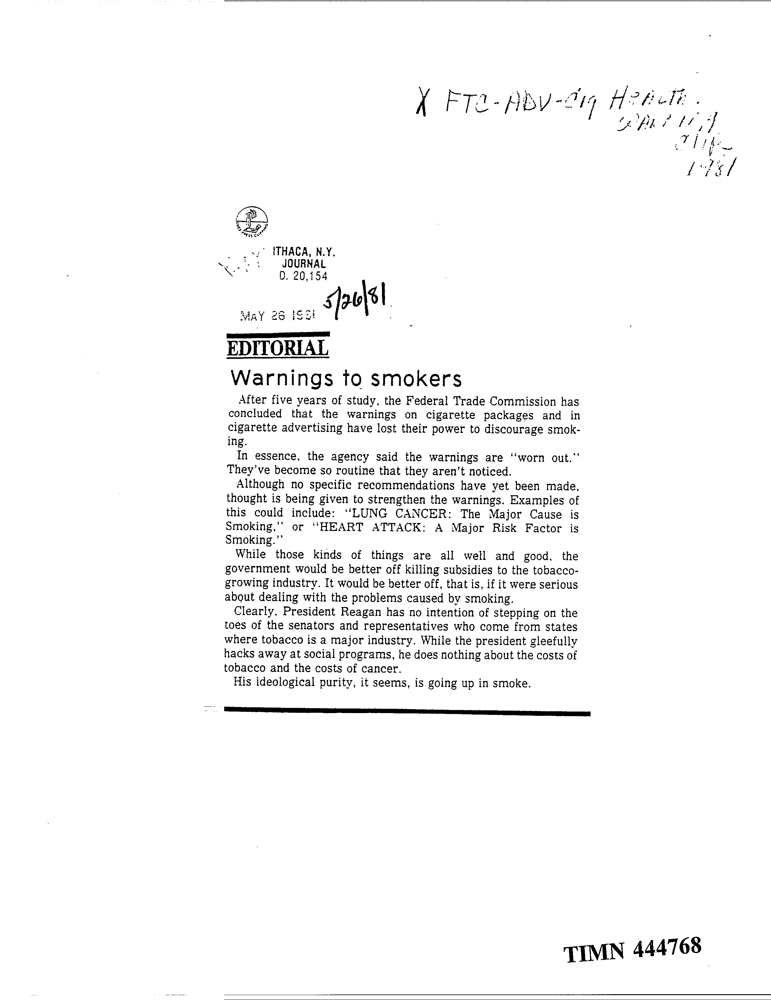 X FTC-ADV-Cig Health
Warning
Clip
1981
ITHACA, N.Y.
JOURNAL
D. 20,154
5/26/81
MAY 26 1981
EDITORIAL
Warnings to smokers
After five years of study, the Federal Trade Commission has
concluded that the warnings on cigarette packages and in
cigarette advertising have lost their power to discourage smok-
ing.
In essence, the agency said the warnings are “worn out.”
They've become so routine that they aren't noticed.
Although no specific recommendations have yet been made,
thought is being given to strengthen the warnings. Examples of
this could include: “LUNG CANCER: The Major Cause is
Smoking,” or “HEART ATTACK: A Major Risk Factor is
Smoking.”
While those kinds of things are all well and good, the
government would be better off killing subsidies to the tobacco-
growing industry. It would be better off, that is, if it were serious
about dealing with the problems caused by smoking.
Clearly, President Reagan has no intention of stepping on the
toes of the senators and representatives who come from states
where tobacco is a major industry. While the president gleefully
hacks away at social programs, he does nothing about the costs of
tobacco and the costs of cancer.
His ideological purity, it seems, is going up in smoke.
TIMN 444768